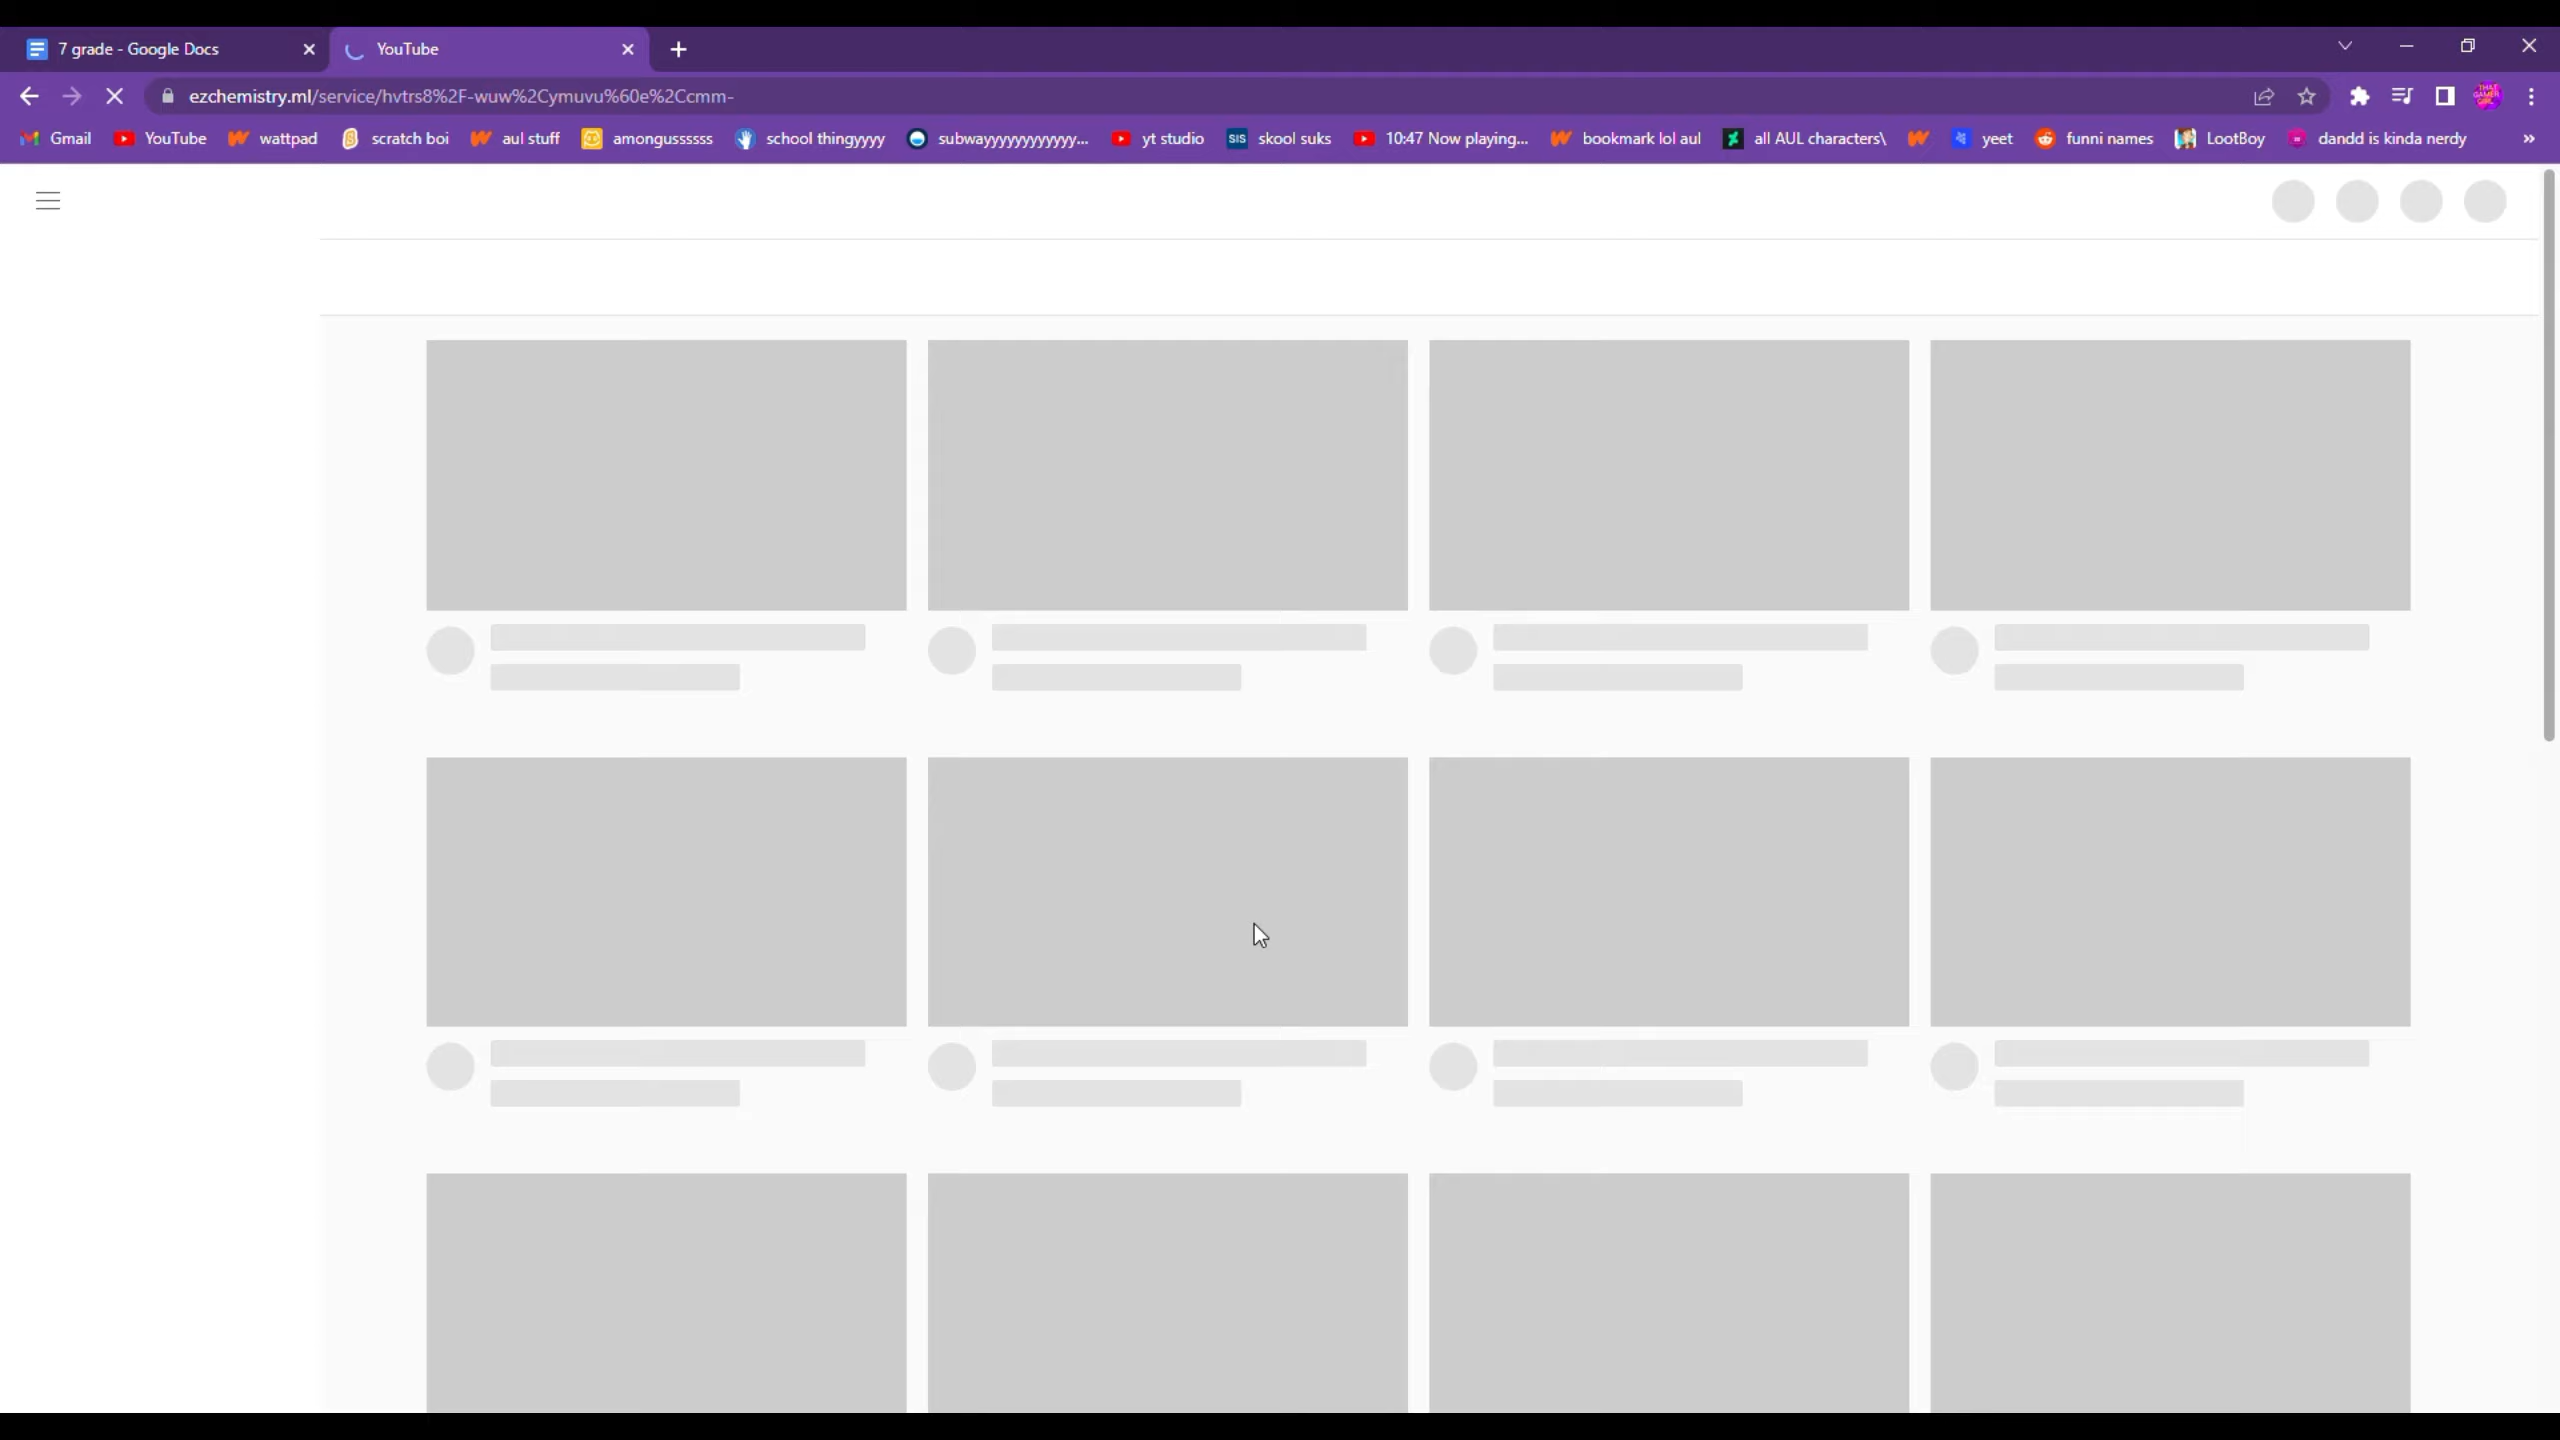 7 grade - Google Docs
YouTube
ezchemistry.ml/service/hvtrs8%2F-wuw%2Cymuvu%60e%2Ccmm-
Gmail YouTube wattpad scratch boi aul stuff amongussssss school thingyyyy subwayyyyyyyyyyyy... yt studio SIS skool suks 10:47 Now playing... bookmark lol aul all AUL characters\ yeet funni names LootBoy dandd is kinda nerdy »